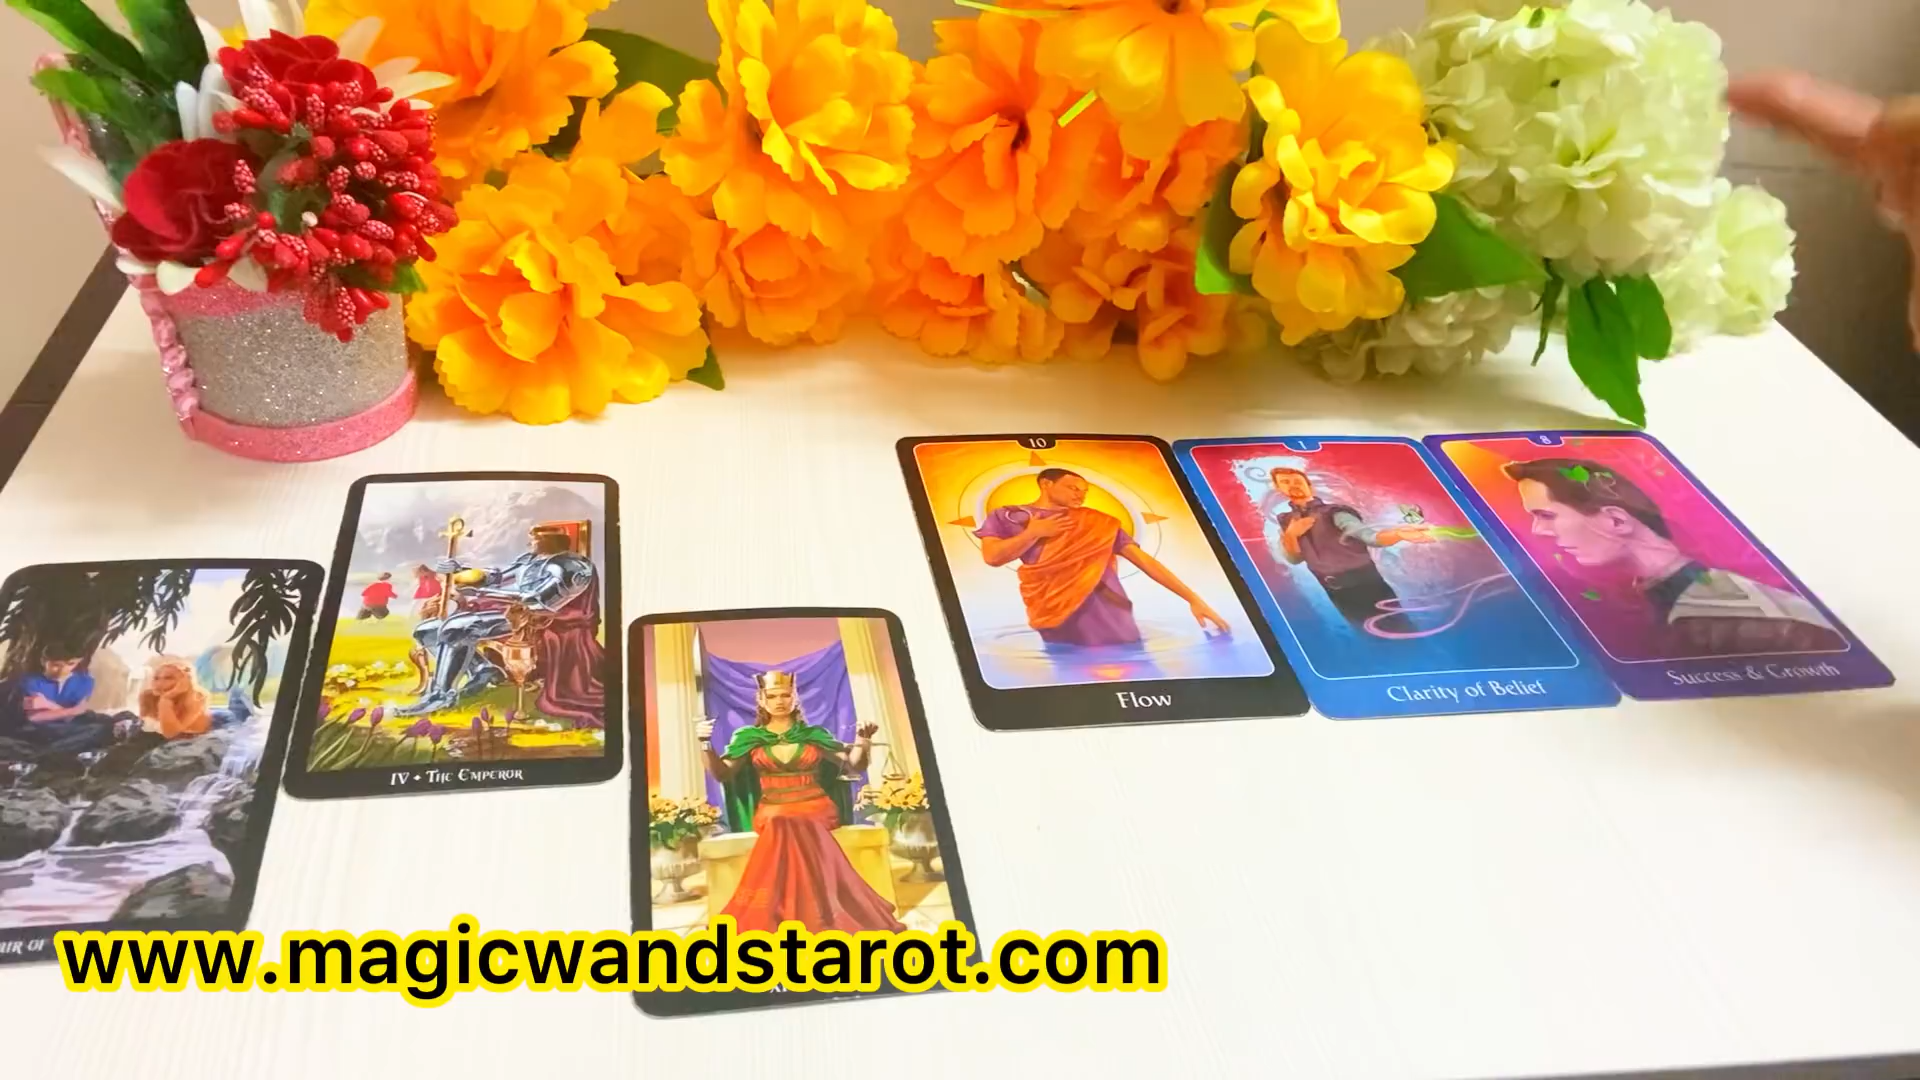 10
1
8
Flow
Clarity of Belief
Success & Growth
IV • THE EMPEROR
www.magicwandstarot.com